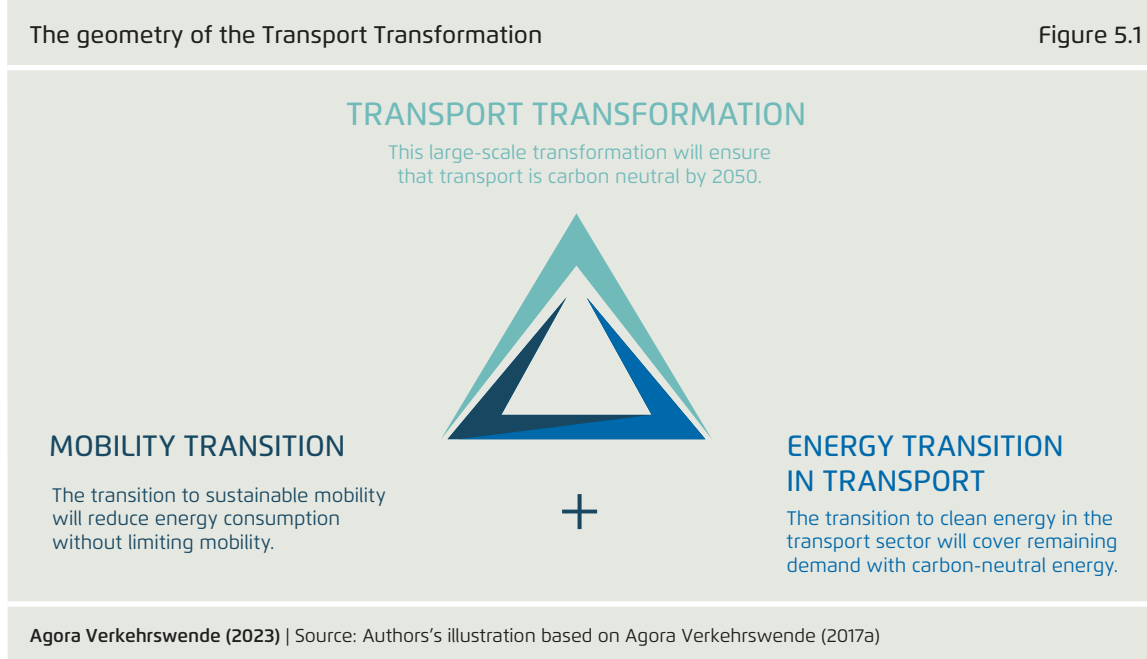 The geometry of the Transport Transformation
Figure 5.1
TRANSPORT TRANSFORMATION
This large-scale transformation will ensure
that transport is carbon neutral by 2050.
MOBILITY TRANSITION
The transition to sustainable mobility
will reduce energy consumption
without limiting mobility.
+
ENERGY TRANSITION
IN TRANSPORT
The transition to clean energy in the
transport sector will cover remaining
demand with carbon-neutral energy.
Agora Verkehrswende (2023) | Source: Authors's illustration based on Agora Verkehrswende (2017a)